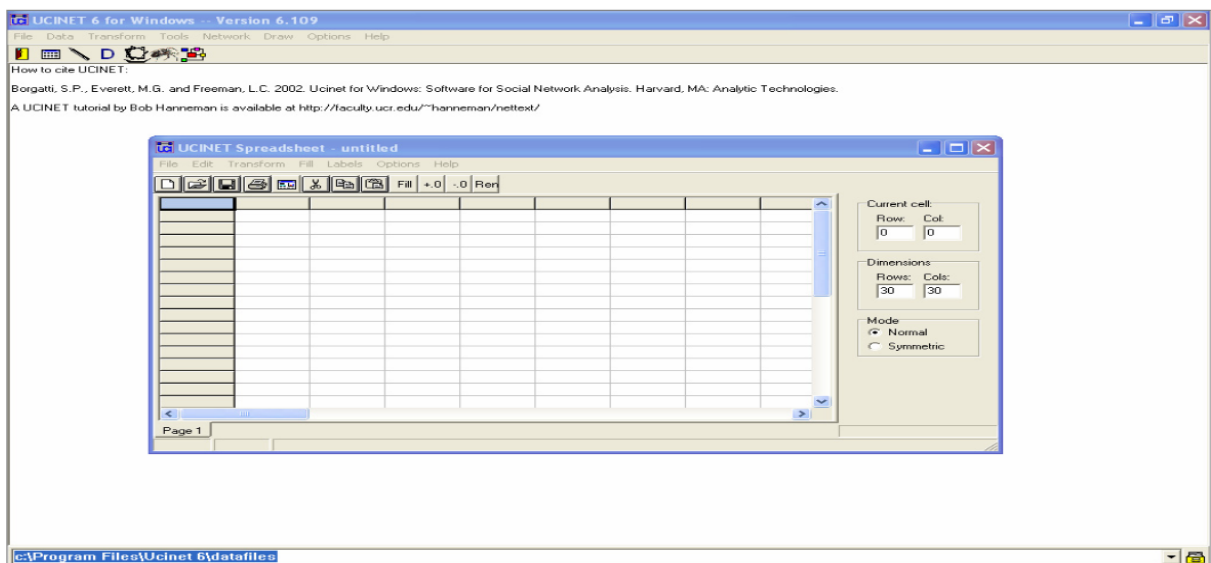 UCINET 6 for Windows -- Version 6.109
File Data Transform Tools Network Draw Options Help
D
How to cite UCINET:
Borgatti, S.P., Everett, M.G. and Freeman, L.C. 2002. Ucinet for Windows: Software for Social Network Analysis. Harvard, MA: Analytic Technologies.
A UCINET tutorial by Bob Hanneman is available at http://faculty.ucr.edu/~hanneman/nettext/
UCINET Spreadsheet - untitled
File Edit Transform Fill Labels Options Help
Fill +.0 -.0 Ren
Current cell:
Row: Col:
0 0
Dimensions
Rows: Cols:
30 30
Mode
Normal
Symmetric
Page 1
c:\Program Files\Ucinet 6\datafiles